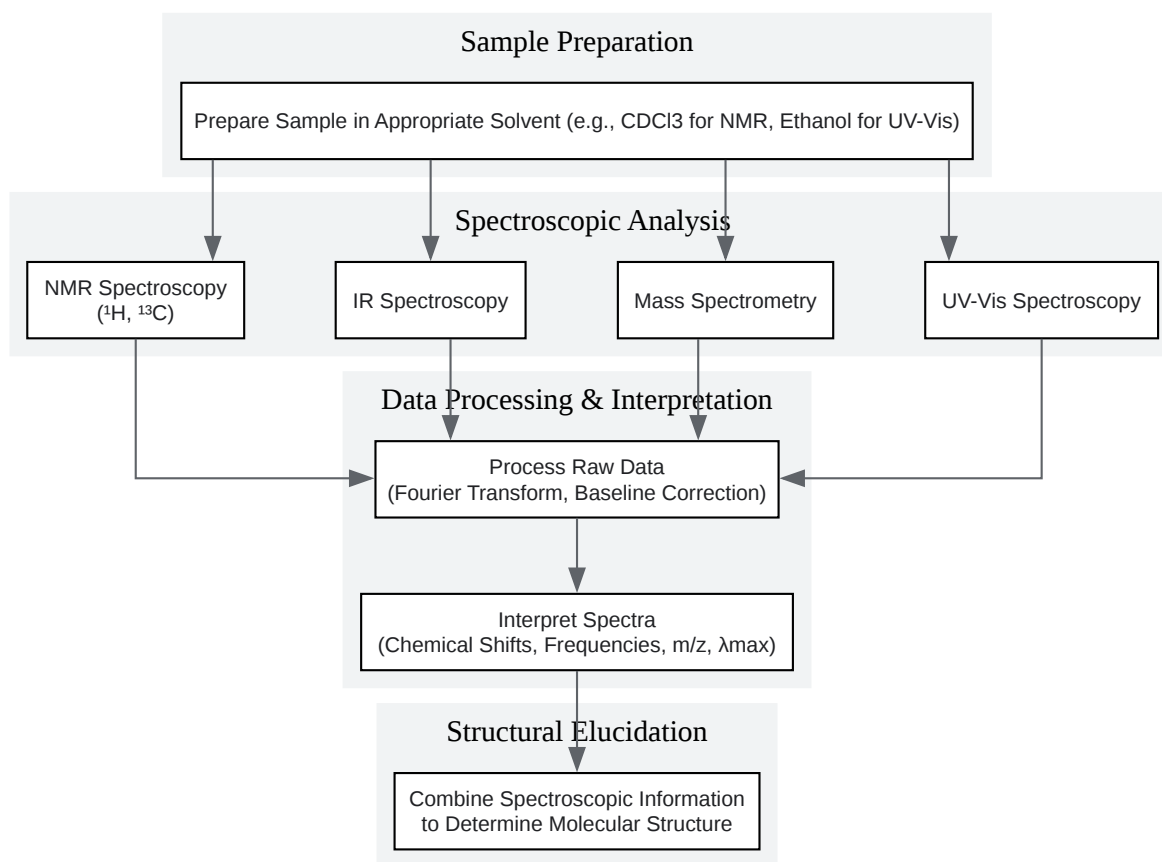 Sample Preparation
Prepare Sample in Appropriate Solvent (e.g., CDCl3 for NMR, Ethanol for UV-Vis)
Spectroscopic Analysis
NMR Spectroscopy
(¹H, ¹³C)
IR Spectroscopy
Mass Spectrometry
UV-Vis Spectroscopy
Data Processing & Interpretation
Process Raw Data
(Fourier Transform, Baseline Correction)
Interpret Spectra
(Chemical Shifts, Frequencies, m/z, λmax)
Structural Elucidation
Combine Spectroscopic Information
to Determine Molecular Structure